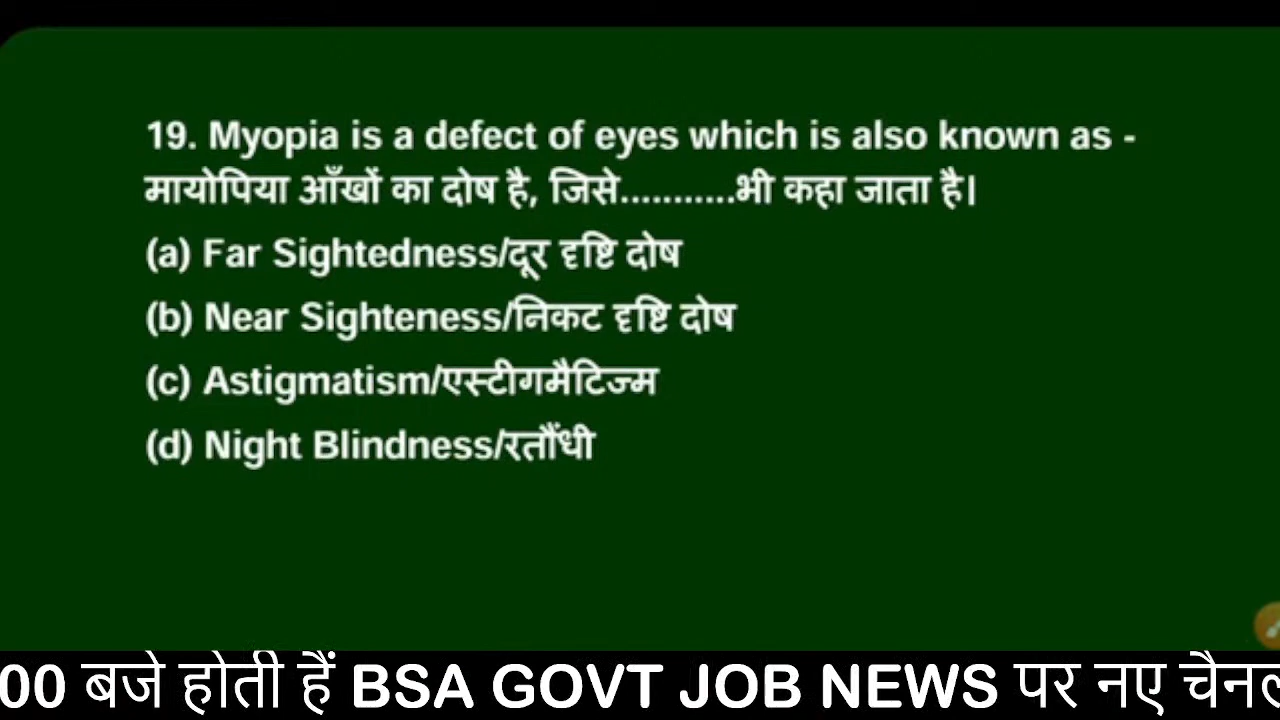 19. Myopia is a defect of eyes which is also known as -
मायोपिया आँखों का दोष है, जिसे...........भी कहा जाता है।
(a) Far Sightedness/दूर दृष्टि दोष
(b) Near Sighteness/निकट दृष्टि दोष
(c) Astigmatism/एस्टीगमैटिज्म
(d) Night Blindness/रतौंधी
00 बजे होती हैं BSA GOVT JOB NEWS पर नए